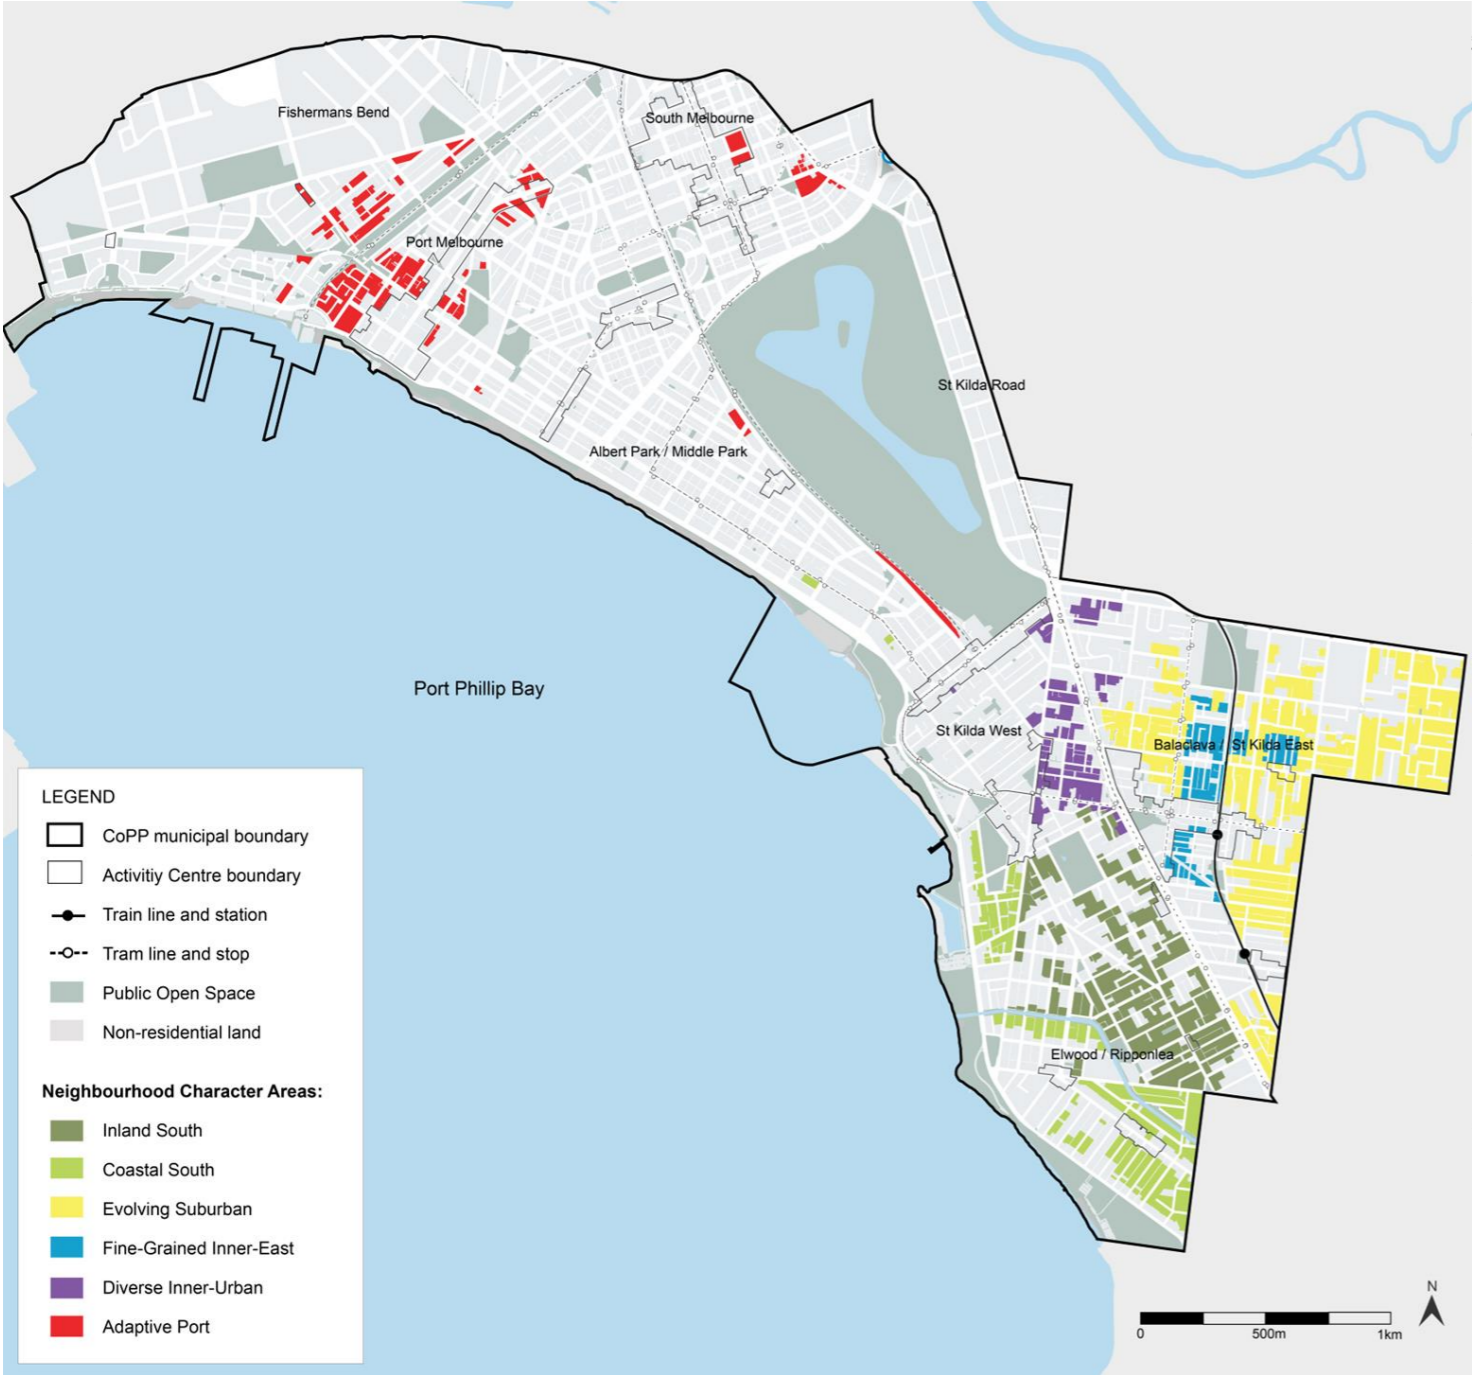 Fishermans Bend
South Melbourne
Port Melbourne
St Kilda Road
Albert Park / Middle Park
Port Phillip Bay
St Kilda West
Balaclava / St Kilda East
Elwood / Ripponlea
LEGEND
CoPP municipal boundary
Activitiy Centre boundary
Train line and station
Tram line and stop
Public Open Space
Non-residential land
Neighbourhood Character Areas:
Inland South
Coastal South
Evolving Suburban
Fine-Grained Inner-East
Diverse Inner-Urban
Adaptive Port
N
0 500m 1km